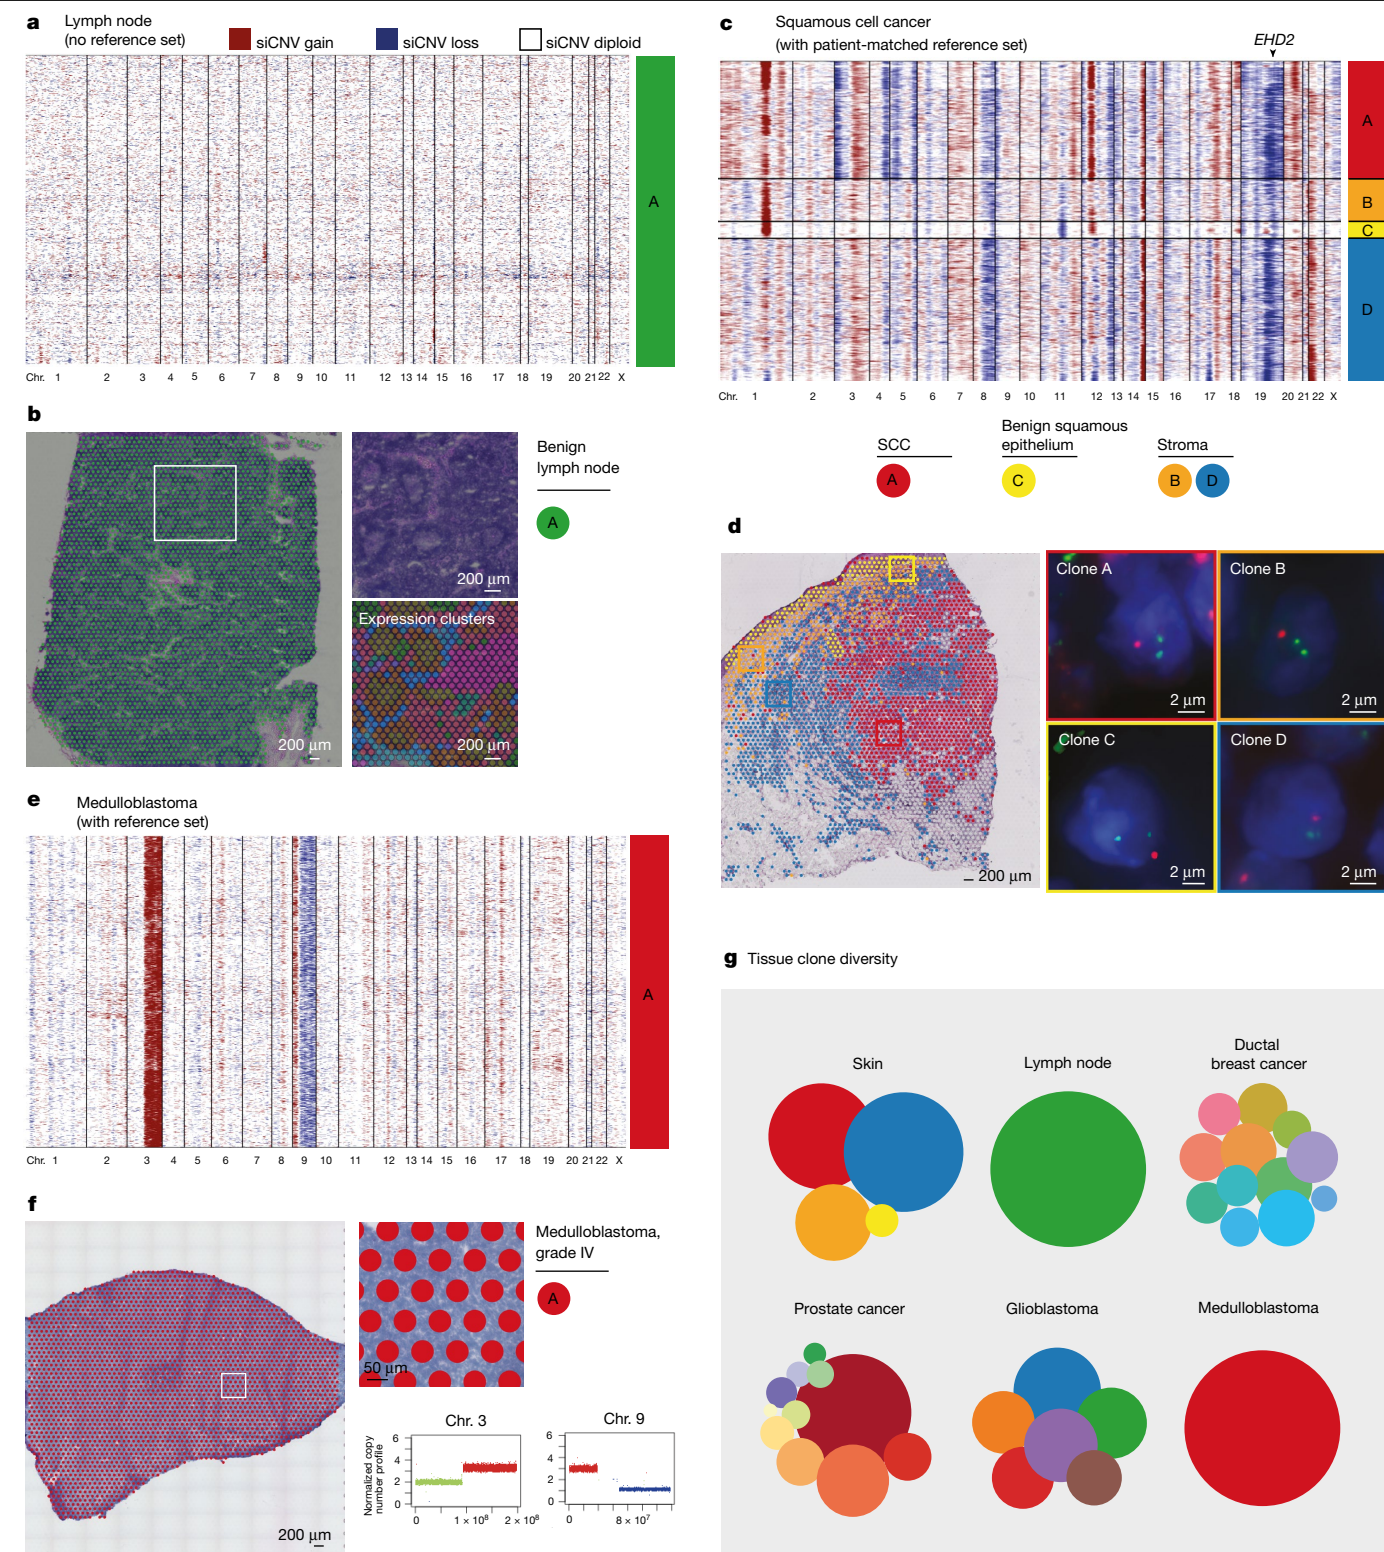 a
Lymph node
(no reference set)
siCNV gain
siCNV loss
siCNV diploid
A
Chr. 1 2 3 4 5 6 7 8 9 10 11 12 13 14 15 16 17 18 19 20 21 22 X
b
200 μm
200 μm
Expression clusters
200 μm
Benign
lymph node
A
c
Squamous cell cancer
(with patient-matched reference set)
EHD2
A
B
C
D
Chr. 1 2 3 4 5 6 7 8 9 10 11 12 13 14 15 16 17 18 19 20 21 22 X
SCC
A
Benign squamous
epithelium
C
Stroma
B D
d
200 μm
Clone A
2 μm
Clone B
2 μm
Clone C
2 μm
Clone D
2 μm
e
Medulloblastoma
(with reference set)
A
Chr. 1 2 3 4 5 6 7 8 9 10 11 12 13 14 15 16 17 18 19 20 21 22 X
f
200 μm
50 μm
Medulloblastoma,
grade IV
A
Chr. 3
Normalized copy
number profile
6
4
2
0
0 1 × 10⁸ 2 × 10⁸
Chr. 9
6
4
2
0
0 8 × 10⁷
g Tissue clone diversity
Skin
Lymph node
Ductal
breast cancer
Prostate cancer
Glioblastoma
Medulloblastoma